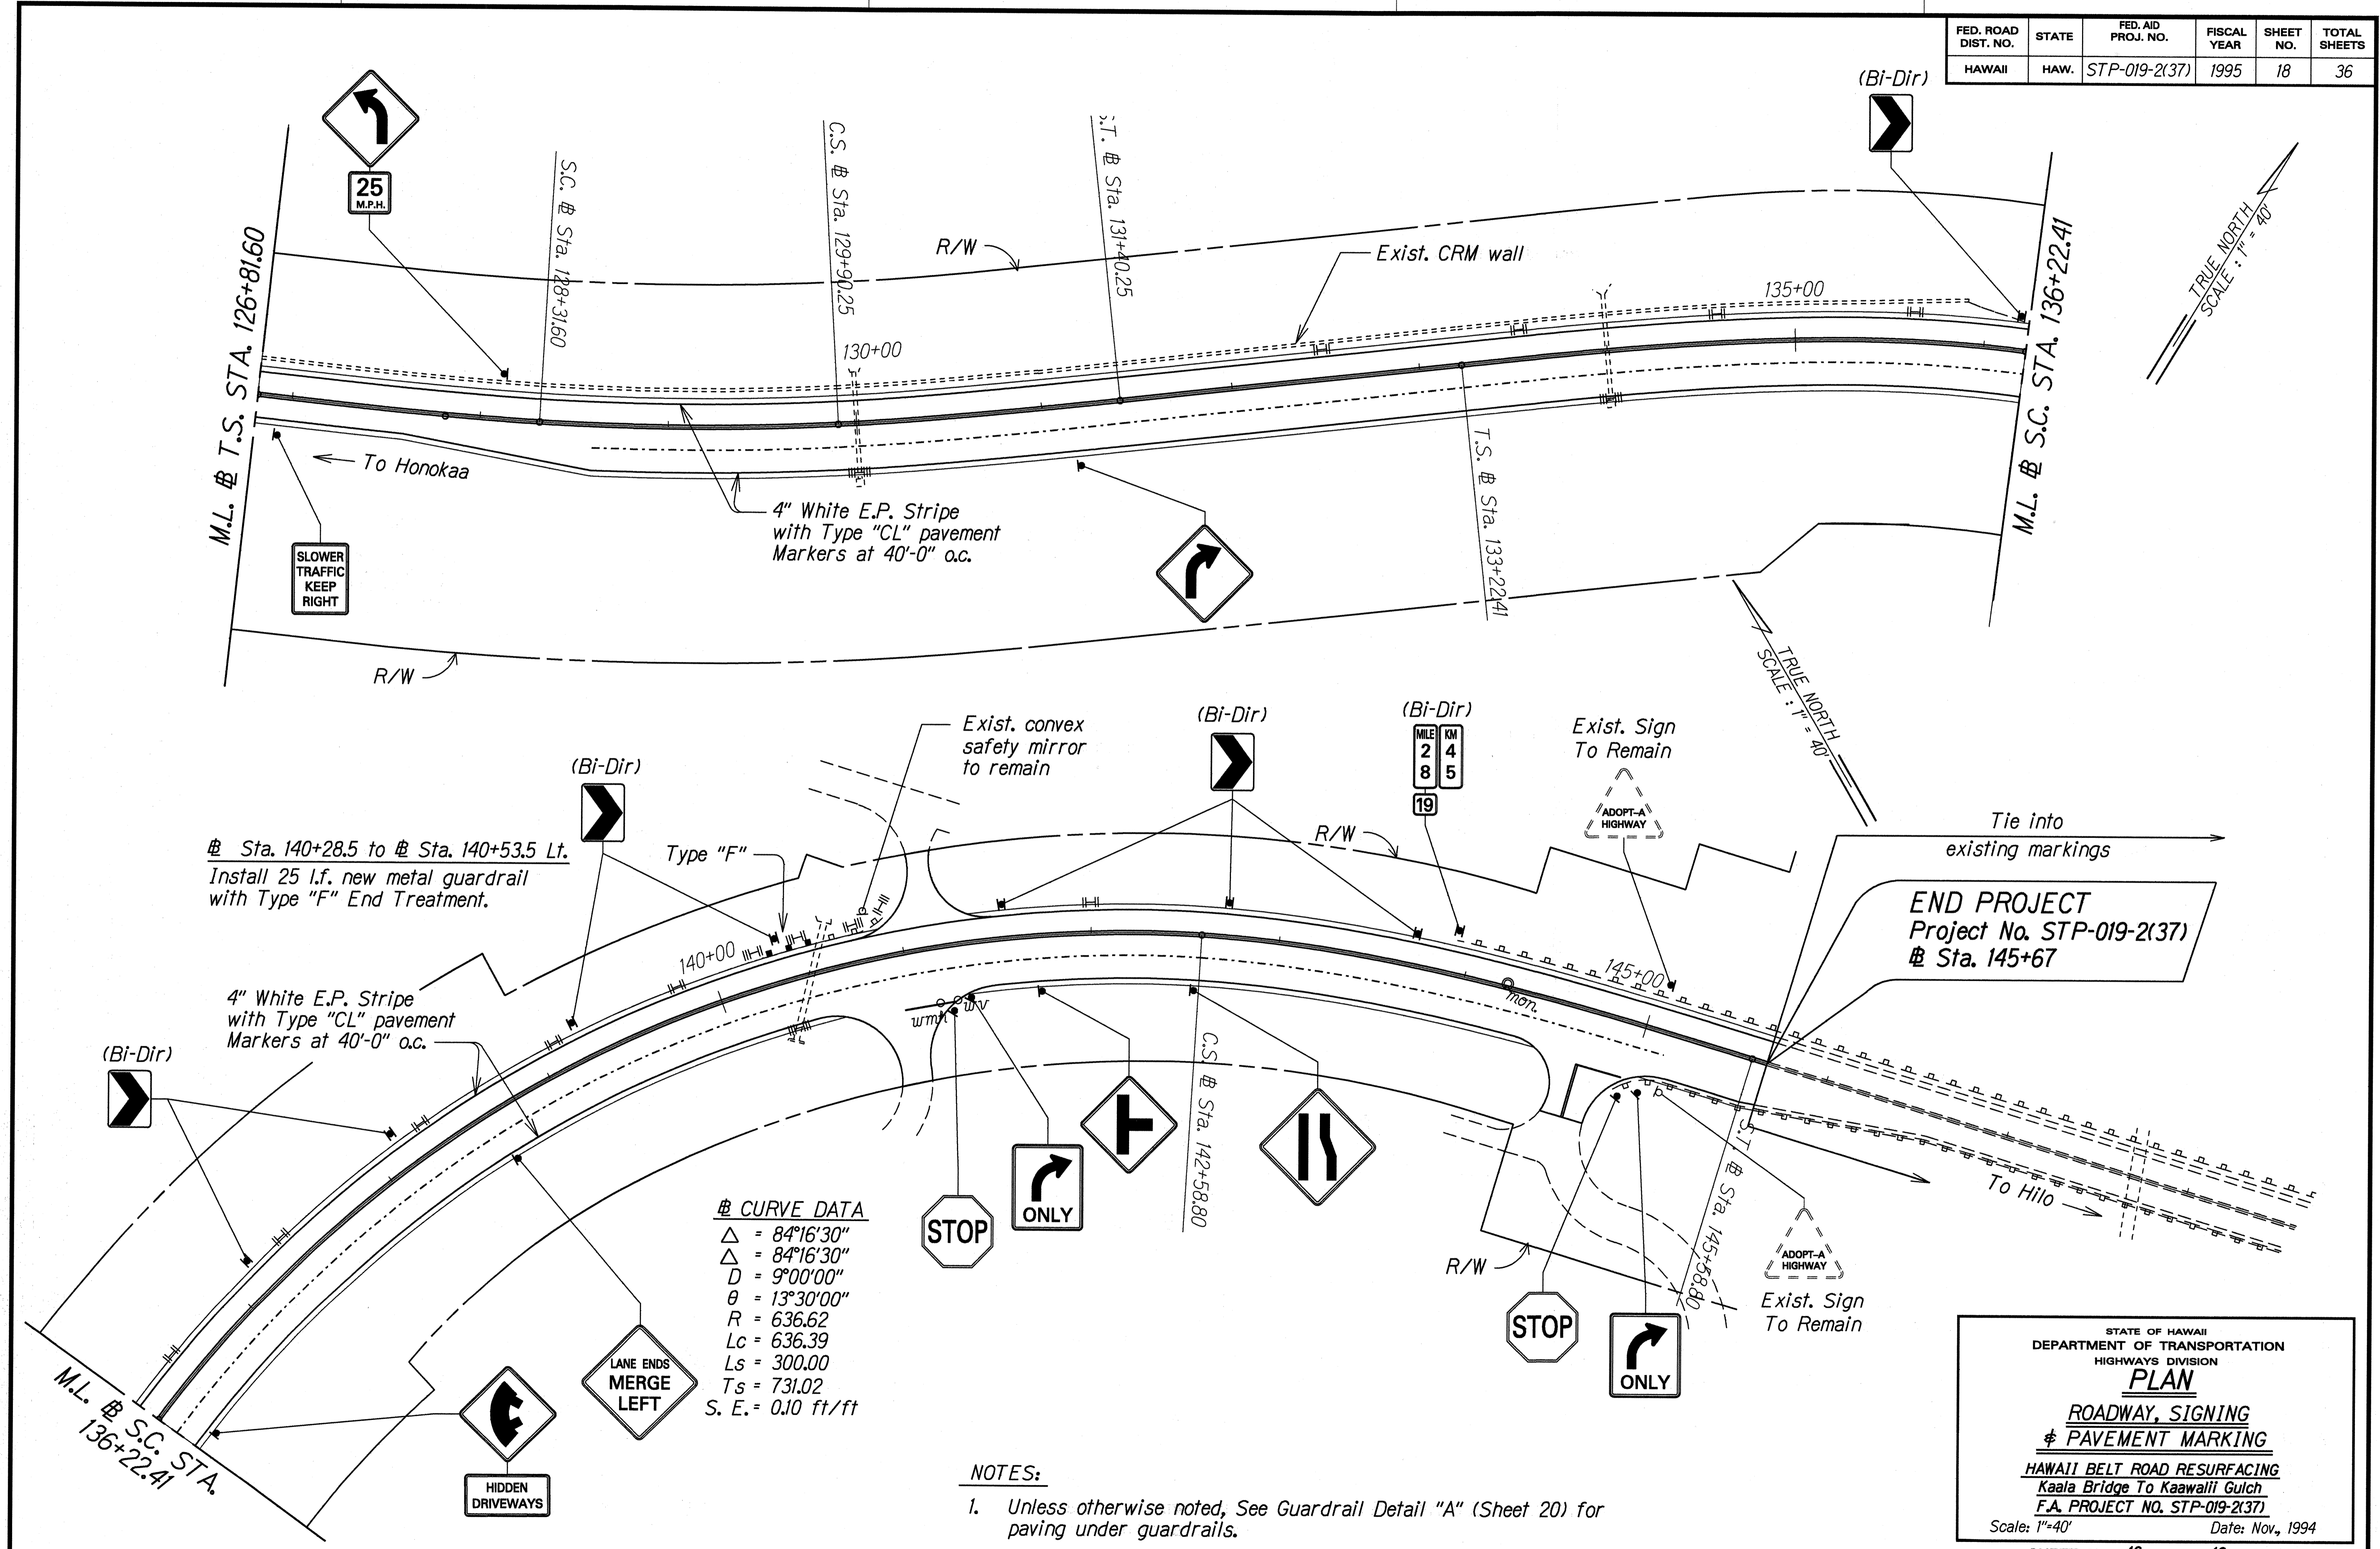 FED. ROAD DIST. NO. STATE FED. AID PROJ. NO. FISCAL YEAR SHEET NO. TOTAL SHEETS
HAWAII HAW. STP-019-2(37) 1995 18 36
25
M.P.H.
S.C. ℄ Sta. 128+31.60
C.S. ℄ Sta. 129+90.25
S.T. ℄ Sta. 131+40.25
(Bi-Dir)
R/W
Exist. CRM wall
135+00
130+00
TRUE NORTH
SCALE : 1" = 40'
M.L. ℄ T.S. STA. 126+81.60
M.L. ℄ S.C. STA. 136+22.41
To Honokaa
4" White E.P. Stripe
with Type "CL" pavement
Markers at 40'-0" o.c.
T.S. ℄ Sta. 133+22.41
SLOWER
TRAFFIC
KEEP
RIGHT
R/W
TRUE NORTH
SCALE : 1" = 40'
Exist. convex
safety mirror
to remain
(Bi-Dir)
(Bi-Dir)
(Bi-Dir)
MILE KM
2 4
8 5
19
Exist. Sign
To Remain
ADOPT-A
HIGHWAY
Tie into
existing markings
℄ Sta. 140+28.5 to ℄ Sta. 140+53.5 Lt.
Install 25 l.f. new metal guardrail
with Type "F" End Treatment.
Type "F"
R/W
END PROJECT
Project No. STP-019-2(37)
℄ Sta. 145+67
140+00
145+00
mon.
4" White E.P. Stripe
with Type "CL" pavement
Markers at 40'-0" o.c.
wmh
wv
(Bi-Dir)
C.S. ℄ Sta. 142+58.80
S.T. ℄ Sta. 145+58.80
To Hilo
℄ CURVE DATA
△ = 84°16'30"
△ = 84°16'30"
D = 9°00'00"
θ = 13°30'00"
R = 636.62
Lc = 636.39
Ls = 300.00
Ts = 731.02
S. E. = 0.10 ft/ft
STOP
ONLY
R/W
ADOPT-A
HIGHWAY
Exist. Sign
To Remain
STOP
ONLY
LANE ENDS
MERGE
LEFT
HIDDEN
DRIVEWAYS
M.L. ℄ S.C. STA.
136+22.41
NOTES:
1. Unless otherwise noted, See Guardrail Detail "A" (Sheet 20) for
paving under guardrails.
STATE OF HAWAII
DEPARTMENT OF TRANSPORTATION
HIGHWAYS DIVISION
PLAN
ROADWAY, SIGNING
& PAVEMENT MARKING
HAWAII BELT ROAD RESURFACING
Kaala Bridge To Kaawalii Gulch
F.A. PROJECT NO. STP-019-2(37)
Scale: 1"=40' Date: Nov., 1994